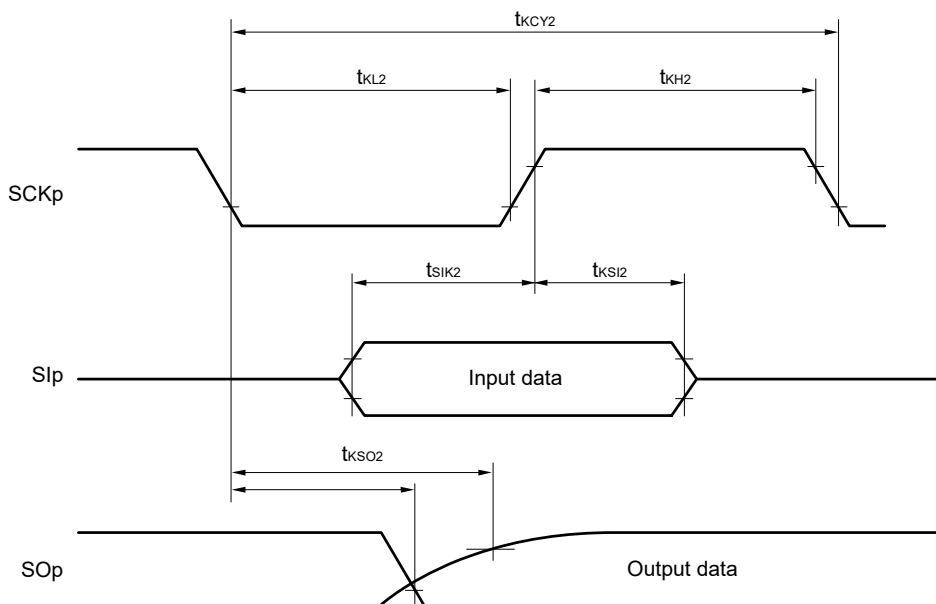 tKCY2
tKL2
tKH2
SCKp
tSIK2
tKSI2
SIp
Input data
tKSO2
SOp
Output data